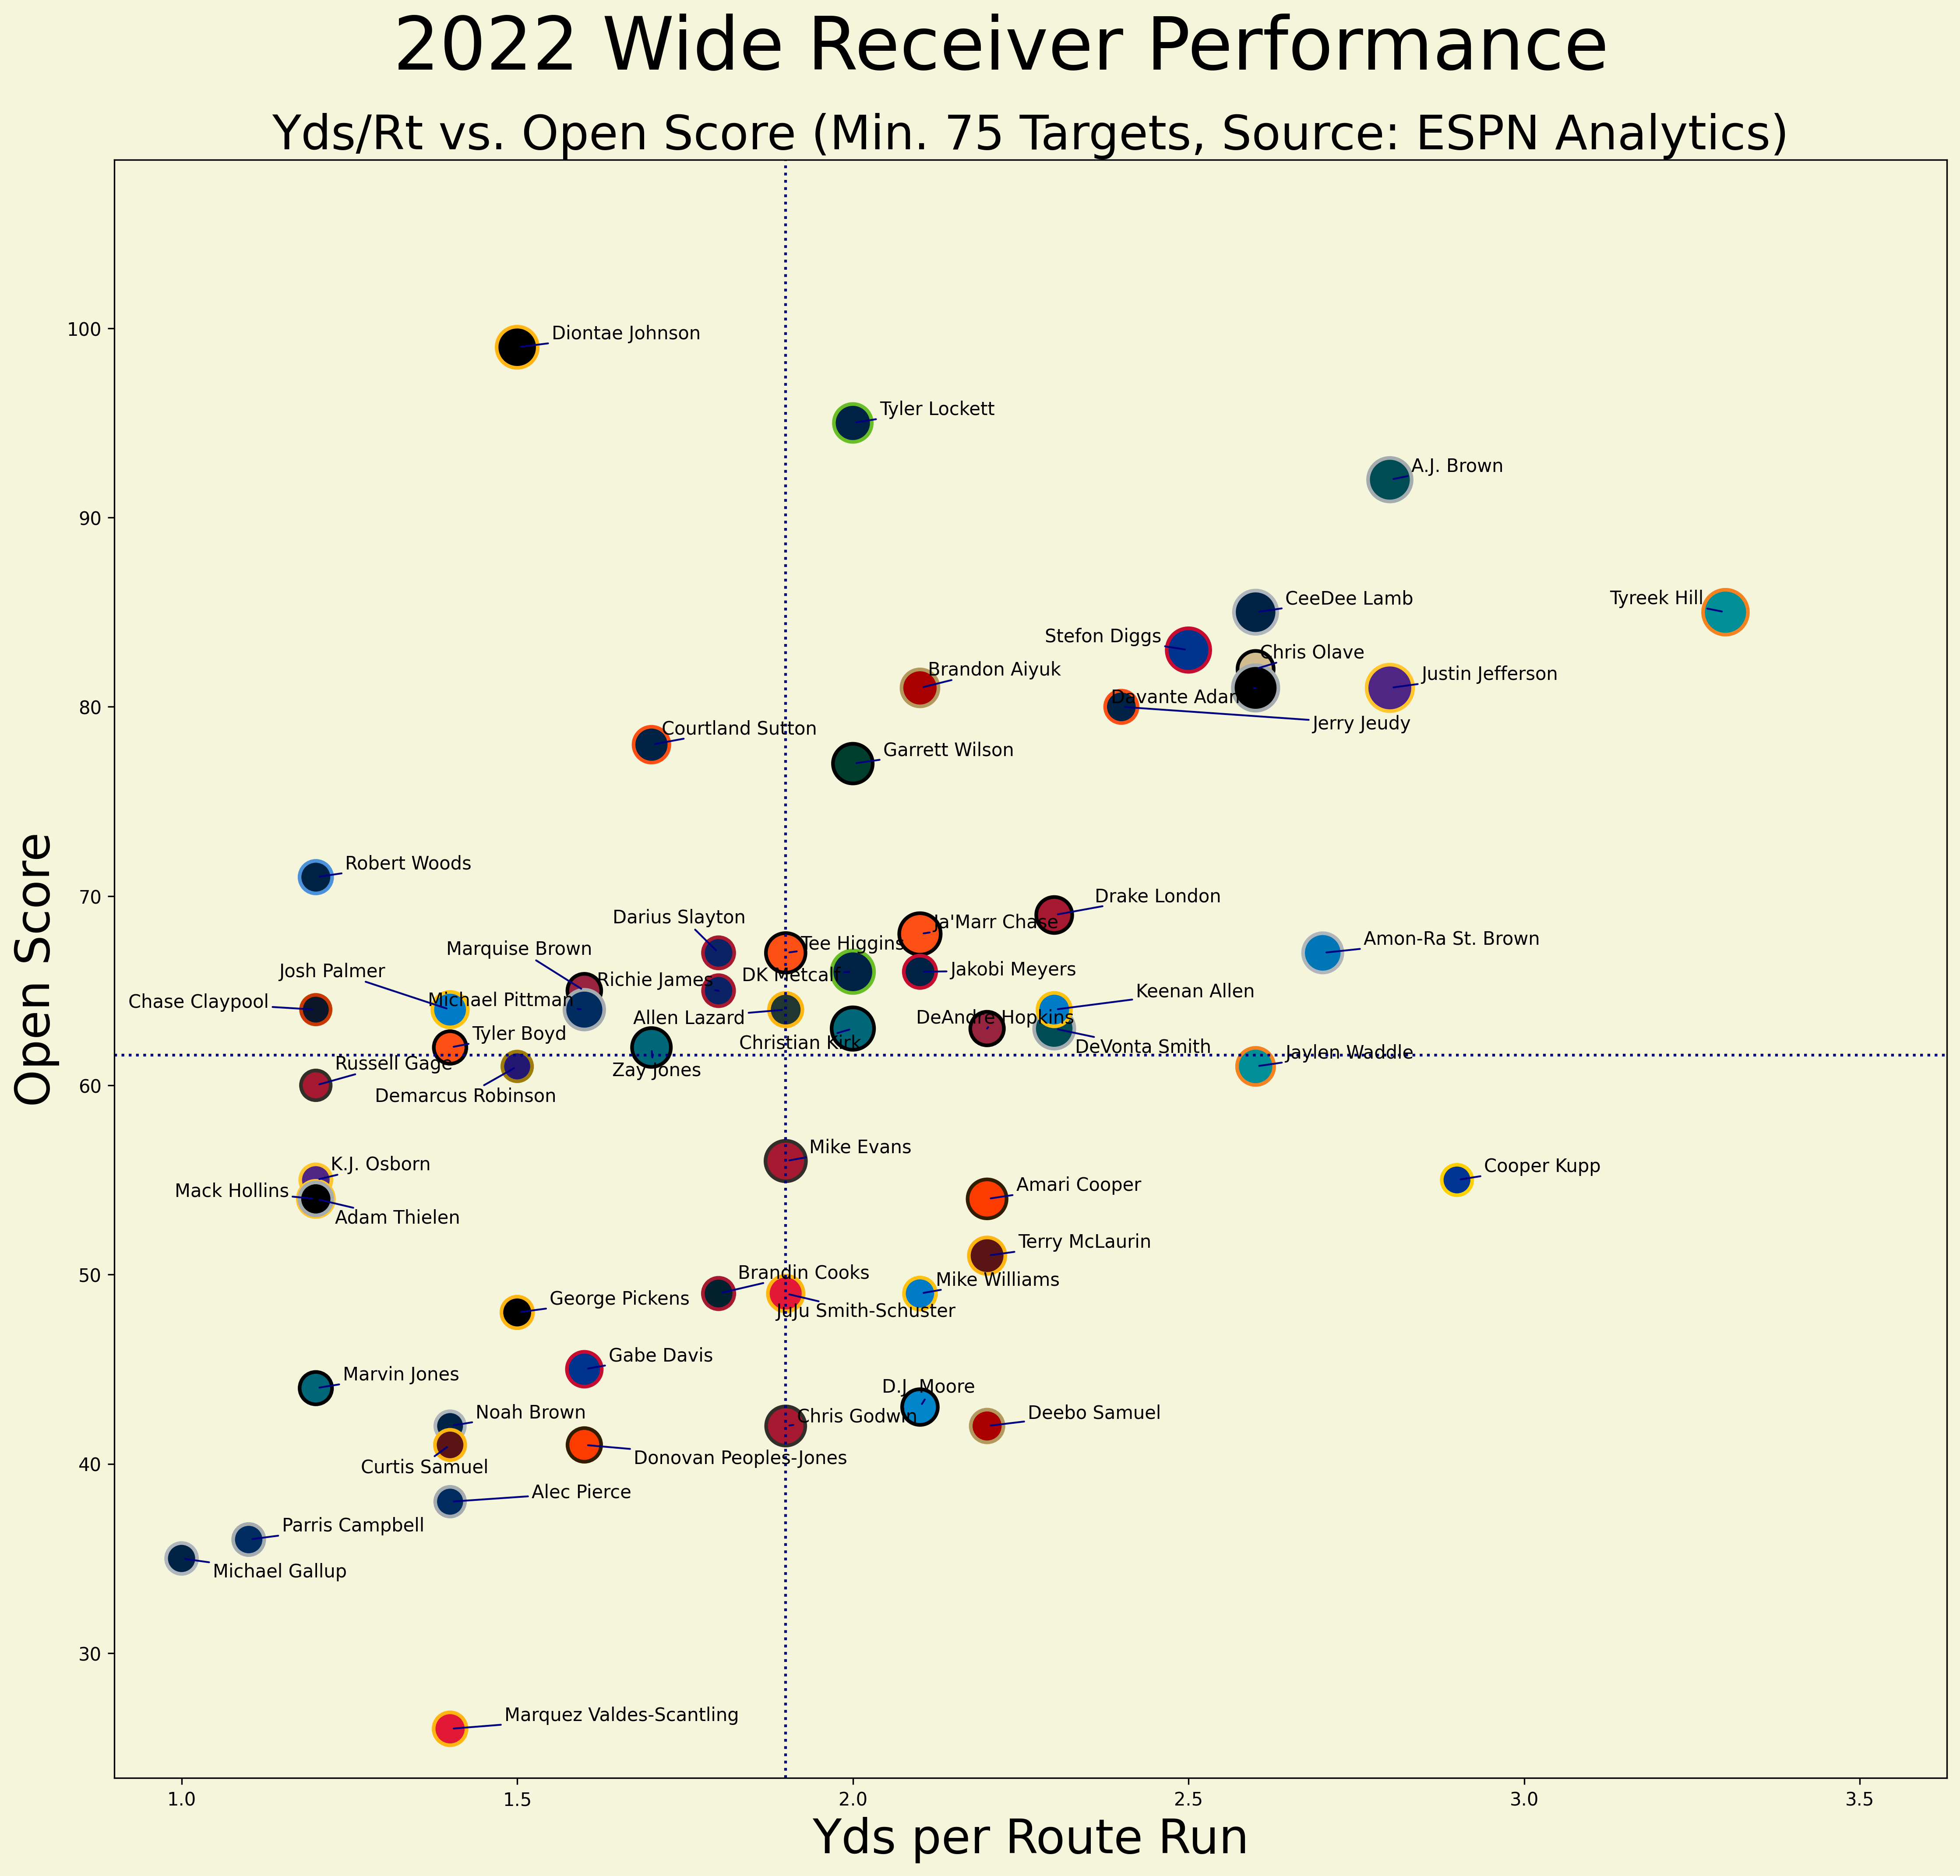 2022 Wide Receiver Performance
Yds/Rt vs. Open Score (Min. 75 Targets, Source: ESPN Analytics)
Open Score
100
90
80
70
60
50
40
30
Diontae Johnson
Tyler Lockett
A.J. Brown
CeeDee Lamb
Tyreek Hill
Stefon Diggs
Chris Olave
Brandon Aiyuk
Justin Jefferson
Davante Adam
Jerry Jeudy
Courtland Sutton
Garrett Wilson
Robert Woods
Drake London
Darius Slayton
Ja'Marr Chase
Tee Higgins
Amon-Ra St. Brown
Marquise Brown
Josh Palmer
Richie James
DK Metcalf
Jakobi Meyers
Keenan Allen
Chase Claypool
Michael Pittman
Allen Lazard
DeAndre Hopkins
Tyler Boyd
Christian Kirk
DeVonta Smith
Jaylen Waddle
Russell Gage
Zay Jones
Demarcus Robinson
Mike Evans
K.J. Osborn
Cooper Kupp
Mack Hollins
Amari Cooper
Adam Thielen
Terry McLaurin
Brandin Cooks
Mike Williams
George Pickens
JuJu Smith-Schuster
Gabe Davis
Marvin Jones
D.J. Moore
Noah Brown
Chris Godwin
Deebo Samuel
Curtis Samuel
Donovan Peoples-Jones
Alec Pierce
Parris Campbell
Michael Gallup
Marquez Valdes-Scantling
1.0
1.5
2.0
2.5
3.0
3.5
Yds per Route Run